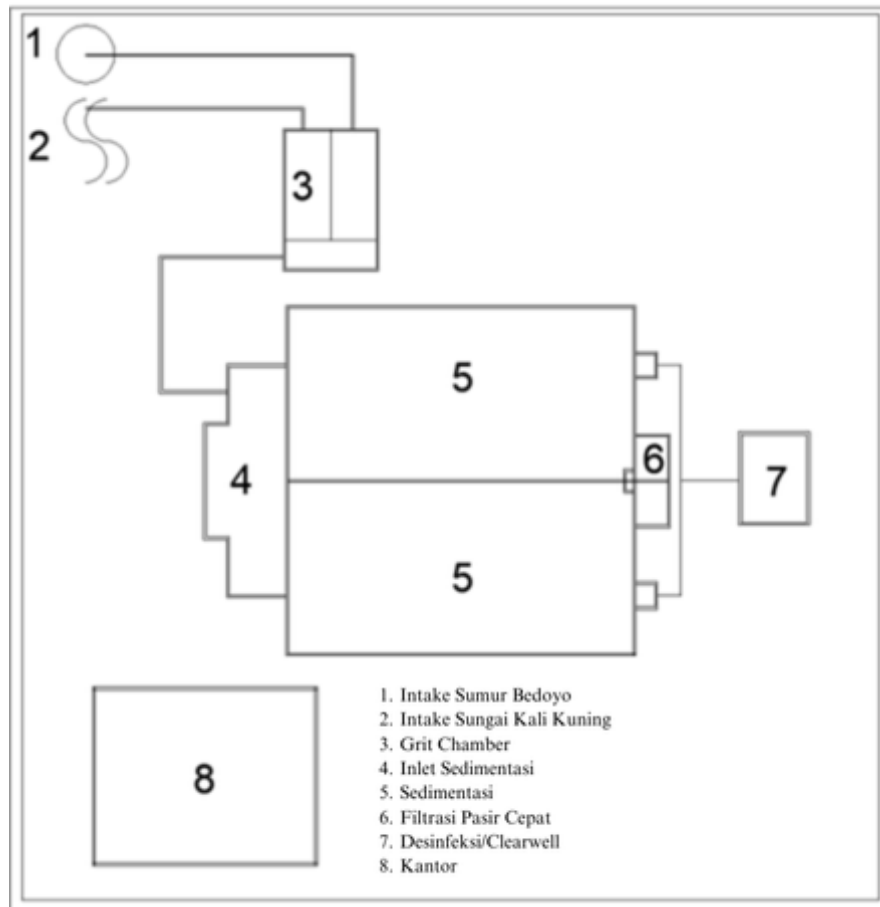 1
2
3
5
4
6
7
5
8
1. Intake Sumur Bedoyo
2. Intake Sungai Kali Kuning
3. Grit Chamber
4. Inlet Sedimentasi
5. Sedimentasi
6. Filtrasi Pasir Cepat
7. Desinfeksi/Clearwell
8. Kantor